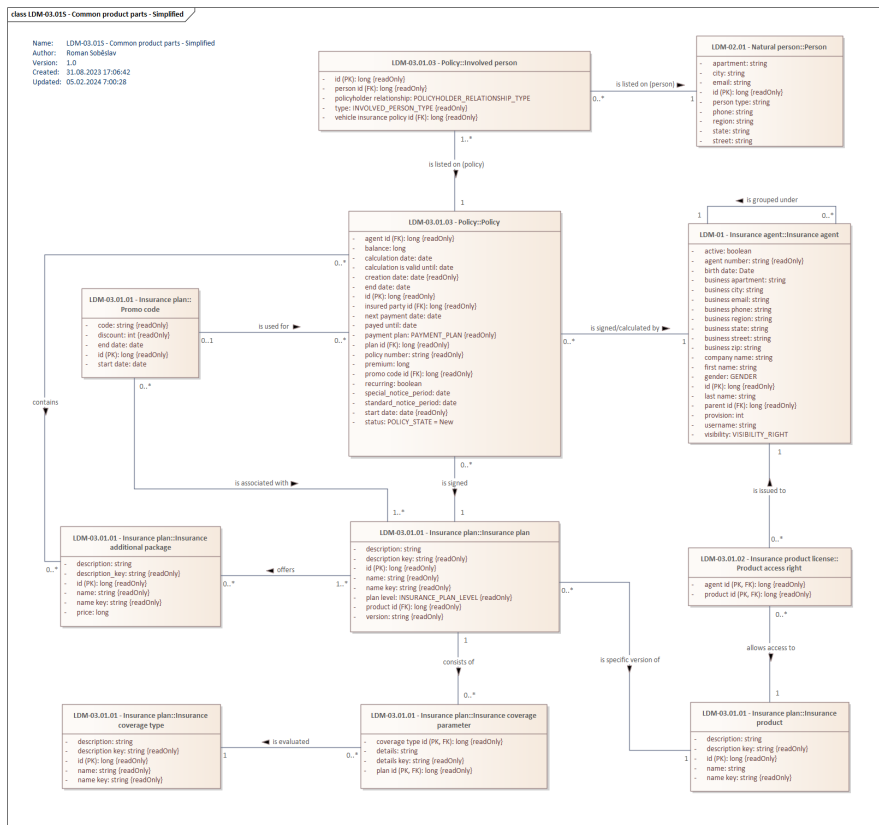 class LDM-03.01S - Common product parts - Simplified
Name: LDM-03.01S - Common product parts - Simplified
Author: Roman Soběslav
Version: 1.0
Created: 31.08.2023 17:06:42
Updated: 05.02.2024 7:00:28
LDM-03.01.03 - Policy::Involved person
- id (PK): long {readOnly}
- person id (FK): long {readOnly}
- policyholder relationship: POLICYHOLDER_RELATIONSHIP_TYPE
- type: INVOLVED_PERSON_TYPE {readOnly}
- vehicle insurance policy id (FK): long {readOnly}
is listed on (person)
0..*
1
LDM-02.01 - Natural person::Person
- apartment: string
- city: string
- email: string
- id (PK): long {readOnly}
- person type: string
- phone: string
- region: string
- state: string
- street: string
1..*
is listed on (policy)
1
LDM-03.01.03 - Policy::Policy
- agent id (FK): long {readOnly}
- balance: long
- calculation date: date
- calculation is valid until: date
- creation date: date {readOnly}
- end date: date
- id (PK): long {readOnly}
- insured party id (FK): long {readOnly}
- next payment date: date
- payed until: date
- payment plan: PAYMENT_PLAN {readOnly}
- plan id (FK): long {readOnly}
- policy number: string {readOnly}
- premium: long
- promo code id (FK): long {readOnly}
- recurring: boolean
- special_notice_period: date
- standard_notice_period: date
- start date: date {readOnly}
- status: POLICY_STATE = New
is grouped under
1
0..*
LDM-01 - Insurance agent::Insurance agent
- active: boolean
- agent number: string {readOnly}
- birth date: Date
- business apartment: string
- business city: string
- business email: string
- business phone: string
- business region: string
- business state: string
- business street: string
- business zip: string
- company name: string
- first name: string
- gender: GENDER
- id (PK): long {readOnly}
- last name: string
- parent id (FK): long {readOnly}
- provision: int
- username: string
- visibility: VISIBILITY_RIGHT
is signed/calculated by
0..*
1
0..*
LDM-03.01.01 - Insurance plan::
Promo code
- code: string {readOnly}
- discount: int {readOnly}
- end date: date
- id (PK): long {readOnly}
- start date: date
is used for
0..1
0..*
0..*
contains
is associated with
1..*
0..*
is signed
1
1
is issued to
0..*
LDM-03.01.01 - Insurance plan::Insurance
additional package
- description: string
- description_key: string {readOnly}
- id (PK): long {readOnly}
- name: string {readOnly}
- name key: string {readOnly}
- price: long
0..*
offers
0..*
1..*
LDM-03.01.01 - Insurance plan::Insurance plan
- description: string
- description key: string {readOnly}
- id (PK): long {readOnly}
- name: string {readOnly}
- name key: string {readOnly}
- plan level: INSURANCE_PLAN_LEVEL {readOnly}
- product id (FK): long {readOnly}
- version: string {readOnly}
0..*
LDM-03.01.02 - Insurance product license::
Product access right
- agent id (PK, FK): long {readOnly}
- product id (PK, FK): long {readOnly}
0..*
allows access to
1
1
consists of
0..*
is specific version of
1
LDM-03.01.01 - Insurance plan::Insurance
coverage type
- description: string
- description key: string {readOnly}
- id (PK): long {readOnly}
- name: string {readOnly}
- name key: string {readOnly}
is evaluated
1
0..*
LDM-03.01.01 - Insurance plan::Insurance coverage
parameter
- coverage type id (PK, FK): long {readOnly}
- details: string
- details key: string {readOnly}
- plan id (PK, FK): long {readOnly}
LDM-03.01.01 - Insurance plan::Insurance
product
- description: string
- description key: string {readOnly}
- id (PK): long {readOnly}
- name: string
- name key: string {readOnly}